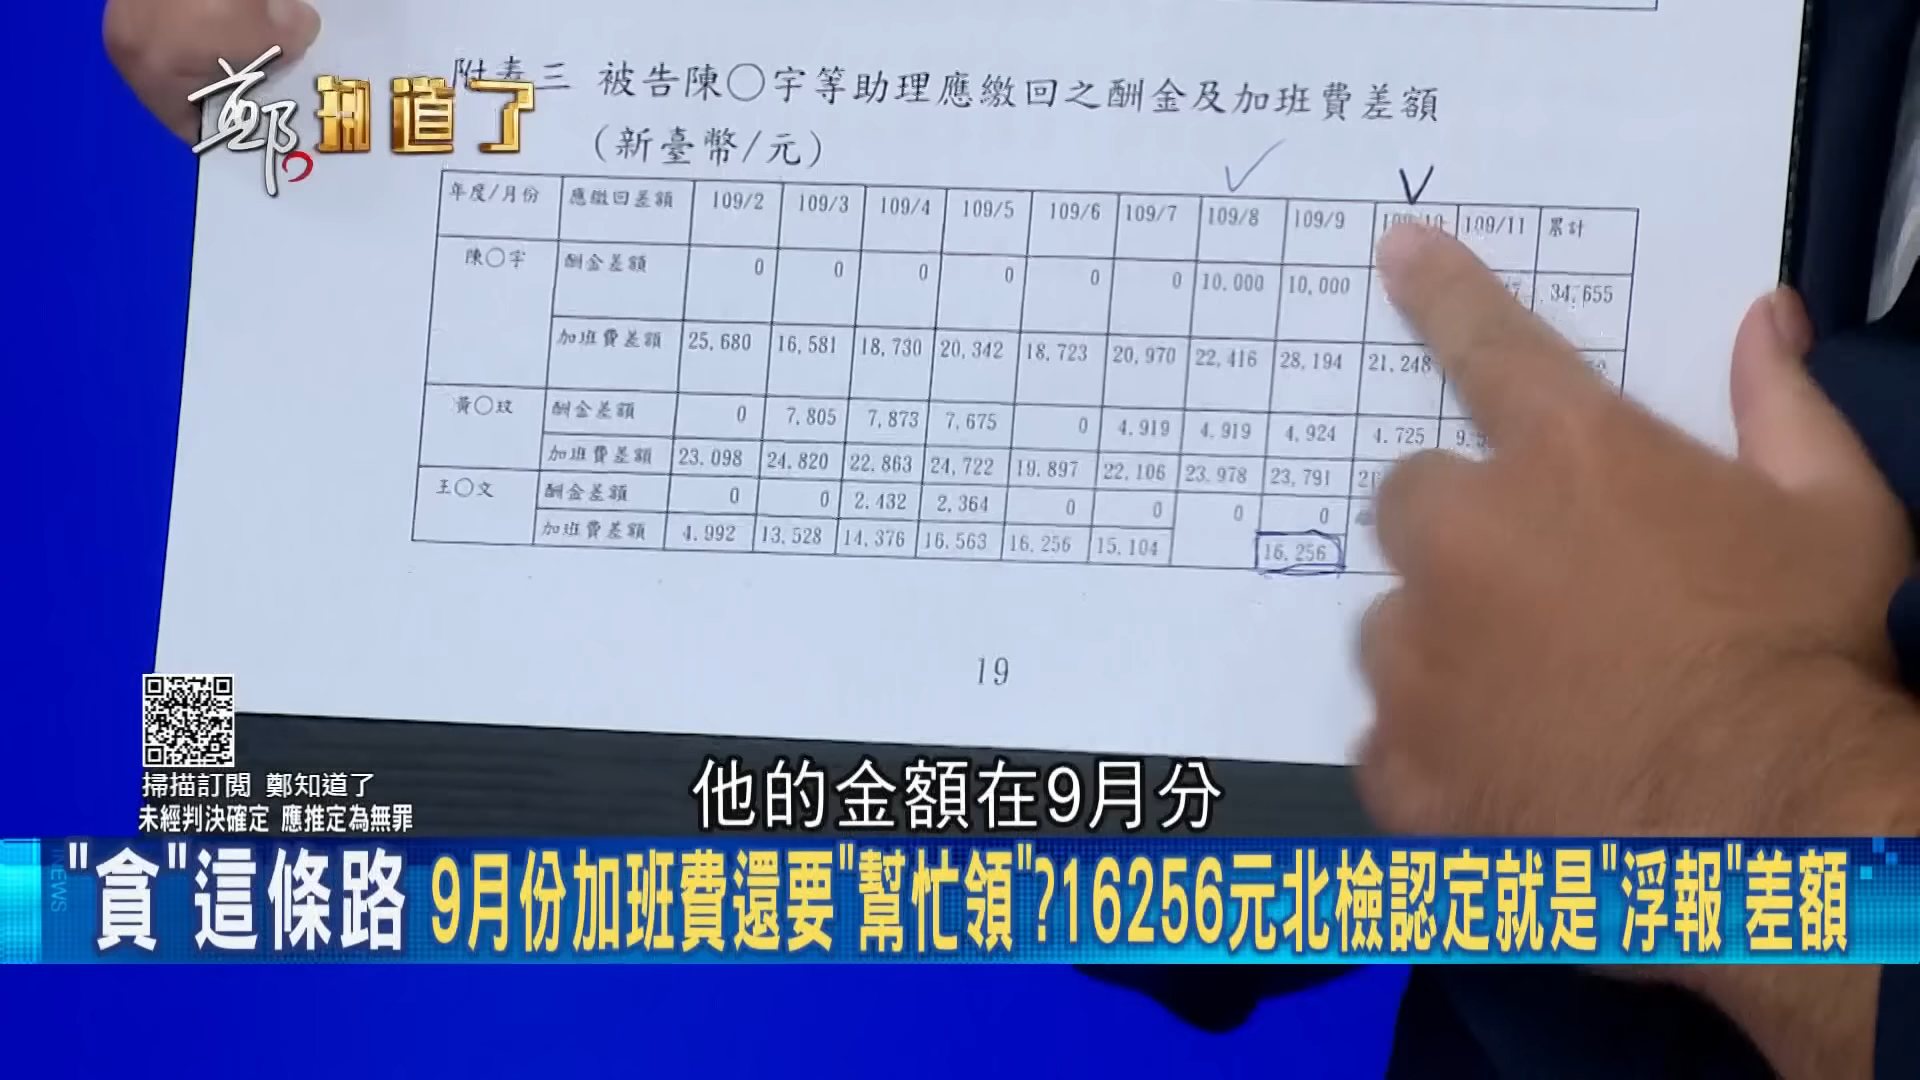 鄭知道了
附表三 被告陳〇宇等助理應繳回之酬金及加班費差額
(新臺幣/元)
年度/月份 應繳回差額 109/2 109/3 109/4 109/5 109/6 109/7 109/8 109/9 109/10 109/11 累計
陳〇宇 酬金差額 0 0 0 0 0 0 10,000 10,000 34,655
加班費差額 25,680 16,581 18,730 20,342 18,723 20,970 22,416 28,194 21,248
黃〇玟 酬金差額 0 7,805 7,873 7,675 0 4,919 4,919 4,924 4,725
加班費差額 23,098 24,820 22,863 24,722 19,897 22,106 23,978 23,791
王〇文 酬金差額 0 0 2,432 2,364 0 0 0 0
加班費差額 4,992 13,528 14,376 16,563 16,256 15,104 16,256
19
掃描訂閱 鄭知道了
未經判決確定 應推定為無罪
他的金額在9月分
NEWS
"貪"這條路 9月份加班費還要"幫忙領"?16256元北檢認定就是"浮報"差額